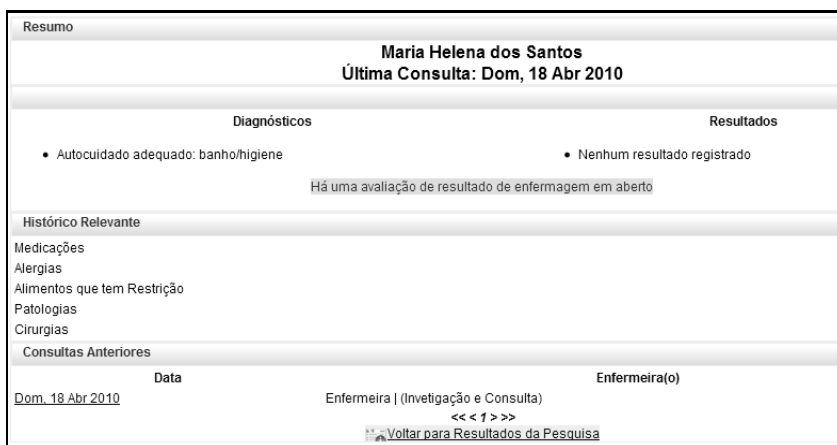 Resumo
Maria Helena dos Santos
Última Consulta: Dom, 18 Abr 2010
Diagnósticos Resultados
• Autocuidado adequado: banho/higiene • Nenhum resultado registrado
Há uma avaliação de resultado de enfermagem em aberto
Histórico Relevante
Medicações
Alergias
Alimentos que tem Restrição
Patologias
Cirurgias
Consultas Anteriores
Data Enfermeira(o)
Dom, 18 Abr 2010 Enfermeira | (Invetigação e Consulta)
<< < 1 > >>
Voltar para Resultados da Pesquisa